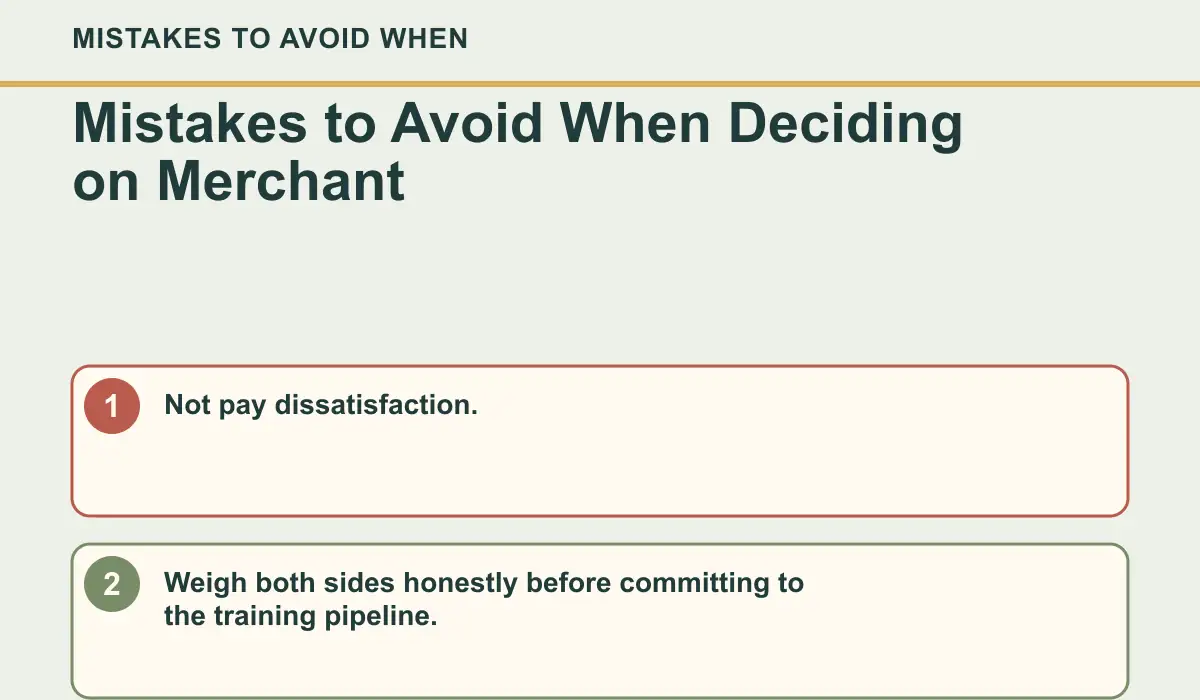 MISTAKES TO AVOID WHEN
Mistakes to Avoid When Deciding
on Merchant
1
Not pay dissatisfaction.
2
Weigh both sides honestly before committing to
the training pipeline.